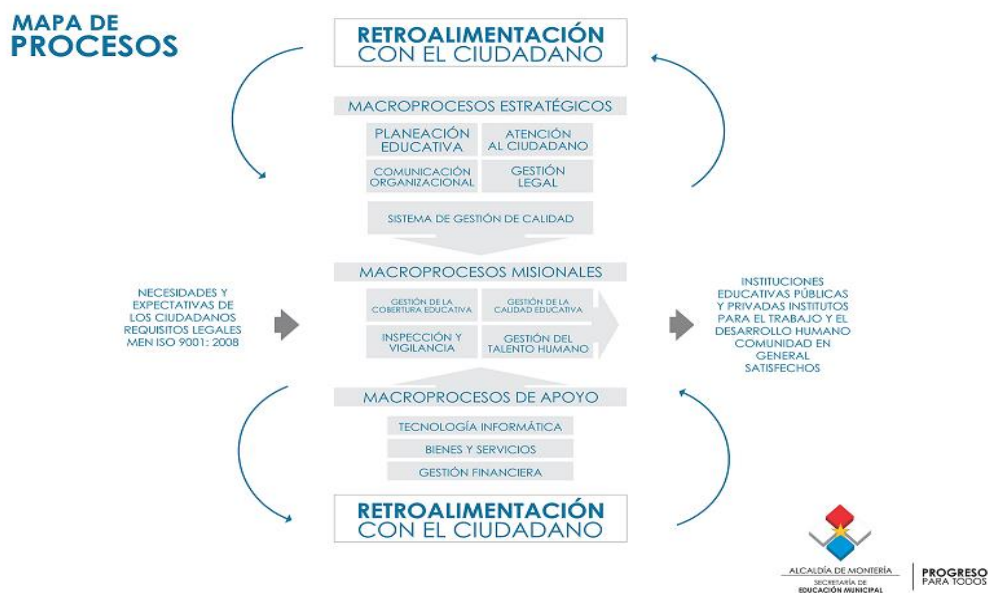 MAPA DE
PROCESOS
RETROALIMENTACIÓN
CON EL CIUDADANO
MACROPROCESOS ESTRATÉGICOS
PLANEACIÓN
EDUCATIVA
ATENCIÓN
AL CIUDADANO
COMUNICACIÓN
ORGANIZACIONAL
GESTIÓN
LEGAL
SISTEMA DE GESTIÓN DE CALIDAD
NECESIDADES Y
EXPECTATIVAS DE
LOS CIUDADANOS
REQUISITOS LEGALES
MEN ISO 9001: 2008
MACROPROCESOS MISIONALES
GESTIÓN DE LA
COBERTURA EDUCATIVA
GESTIÓN DE LA
CALIDAD EDUCATIVA
INSPECCIÓN Y
VIGILANCIA
GESTIÓN DEL
TALENTO HUMANO
INSTITUCIONES
EDUCATIVAS PÚBLICAS
Y PRIVADAS INSTITUTOS
PARA EL TRABAJO Y EL
DESARROLLO HUMANO
COMUNIDAD EN
GENERAL
SATISFECHOS
MACROPROCESOS DE APOYO
TECNOLOGÍA INFORMÁTICA
BIENES Y SERVICIOS
GESTIÓN FINANCIERA
RETROALIMENTACIÓN
CON EL CIUDADANO
ALCALDÍA DE MONTERÍA
SECRETARÍA DE
EDUCACIÓN MUNICIPAL
PROGRESO
PARA TODOS